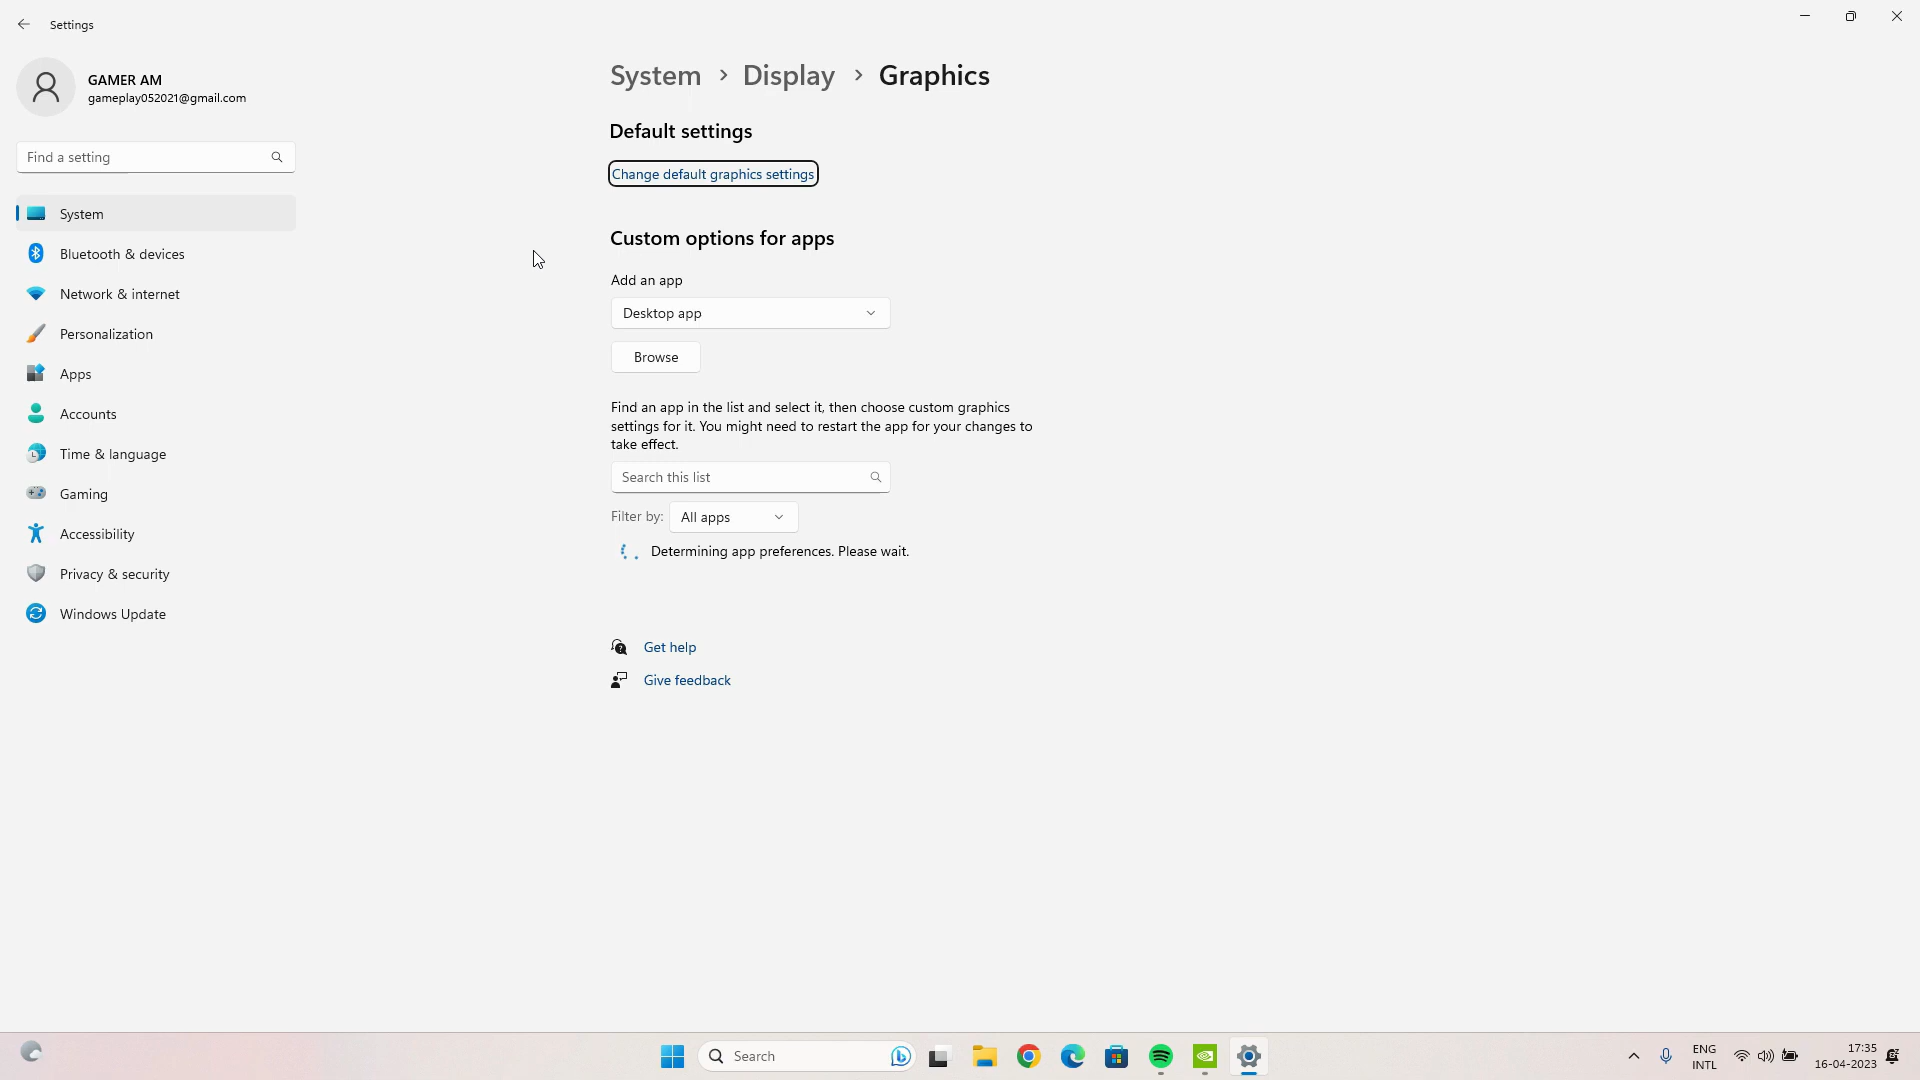 Settings
GAMER AM
gameplay052021@gmail.com
Find a setting
System
Bluetooth & devices
Network & internet
Personalization
Apps
Accounts
Time & language
Gaming
Accessibility
Privacy & security
Windows Update
System > Display > Graphics
Default settings
Change default graphics settings
Custom options for apps
Add an app
Desktop app
Browse
Find an app in the list and select it, then choose custom graphics
settings for it. You might need to restart the app for your changes to
take effect.
Search this list
Filter by: All apps
Determining app preferences. Please wait.
Get help
Give feedback
Search
ENG
INTL
17:35
16-04-2023